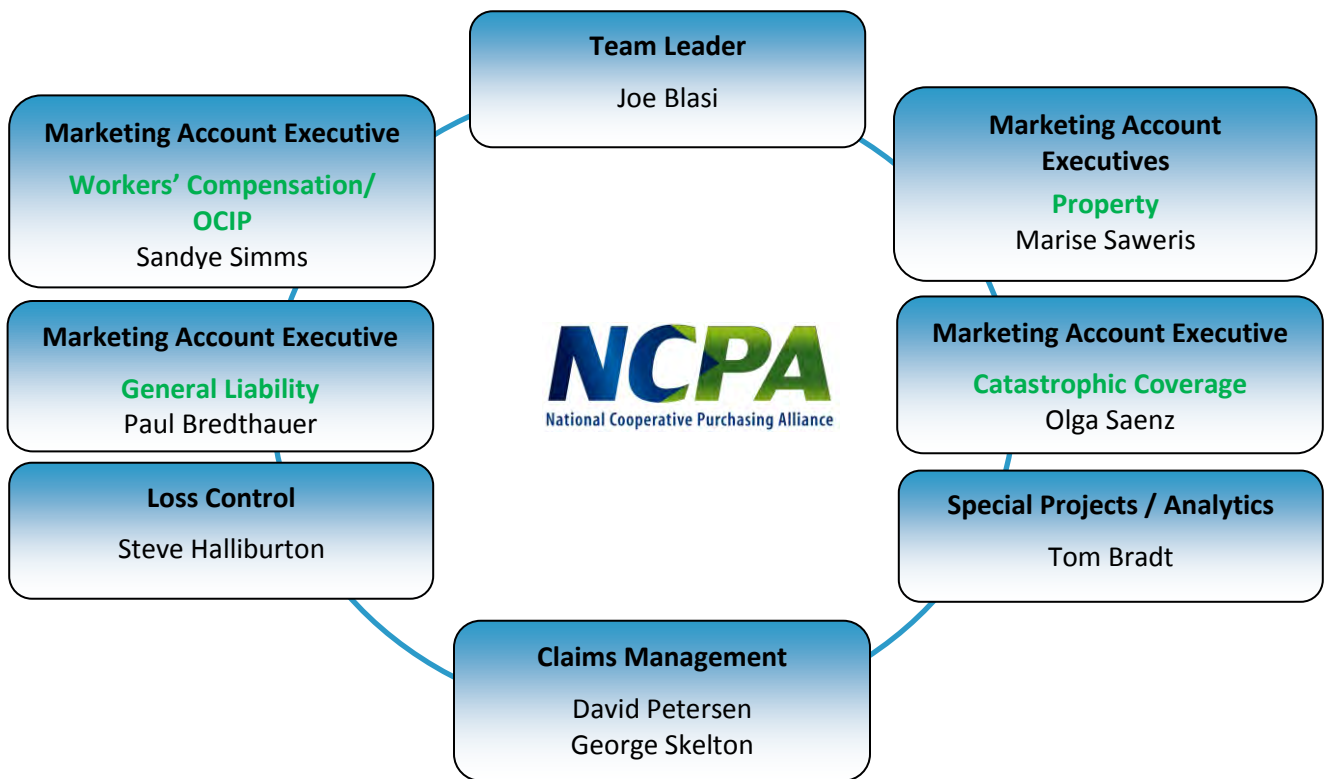 Team Leader
Joe Blasi
Marketing Account Executive
Workers’ Compensation/
OCIP
Sandye Simms
Marketing Account
Executives
Property
Marise Saweris
Marketing Account Executive
General Liability
Paul Bredthauer
NCPA
National Cooperative Purchasing Alliance
Marketing Account Executive
Catastrophic Coverage
Olga Saenz
Loss Control
Steve Halliburton
Special Projects / Analytics
Tom Bradt
Claims Management
David Petersen
George Skelton